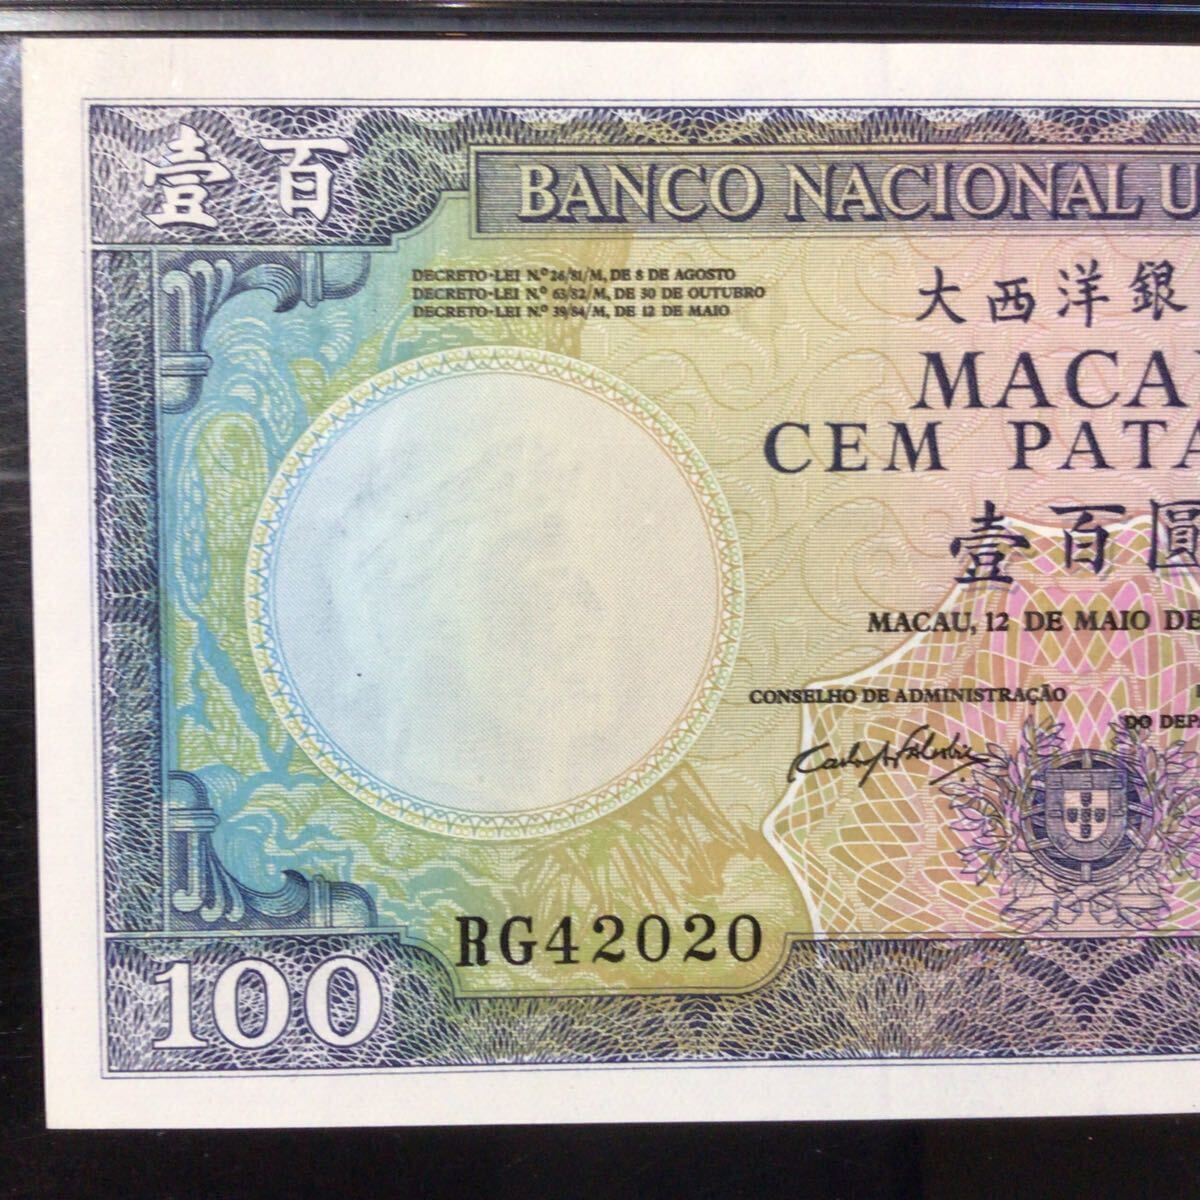 壹百
BANCO NACIONAL U
DECRETO-LEI N.º 26/81/M, DE 8 DE AGOSTO
DECRETO-LEI N.º 63/82/M, DE 30 DE OUTUBRO
DECRETO-LEI N.º 39/84/M, DE 12 DE MAIO
大西洋銀
MACA
CEM PATA
壹百圓
MACAU, 12 DE MAIO DE
CONSELHO DE ADMINISTRAÇÃO
DO DEP
RG42020
100